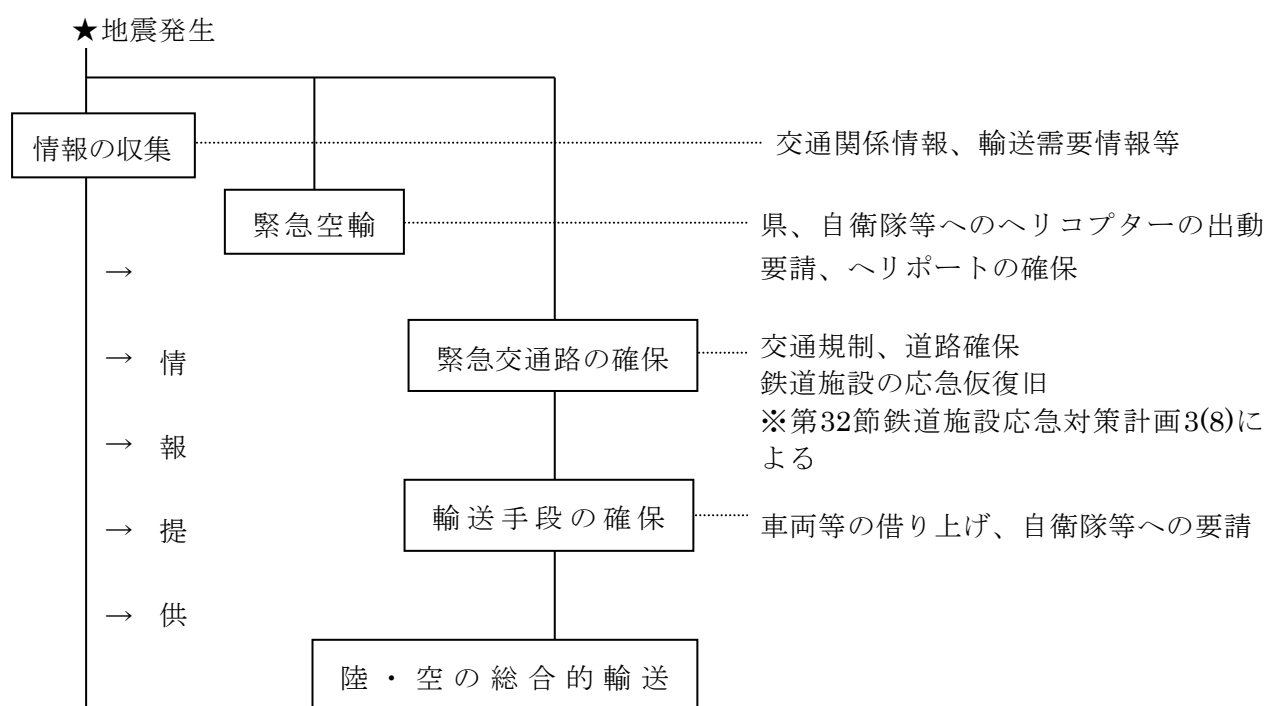 ★地震発生
情報の収集
交通関係情報、輸送需要情報等
緊急空輸
県、自衛隊等へのヘリコプターの出動
要請、ヘリポートの確保
→
緊急交通路の確保
交通規制、道路確保
鉄道施設の応急仮復旧
※第32節鉄道施設応急対策計画3(8)に
よる
→ 情
→ 報
輸送手段の確保
車両等の借り上げ、自衛隊等への要請
→ 提
→ 供
陸・空の総合的輸送